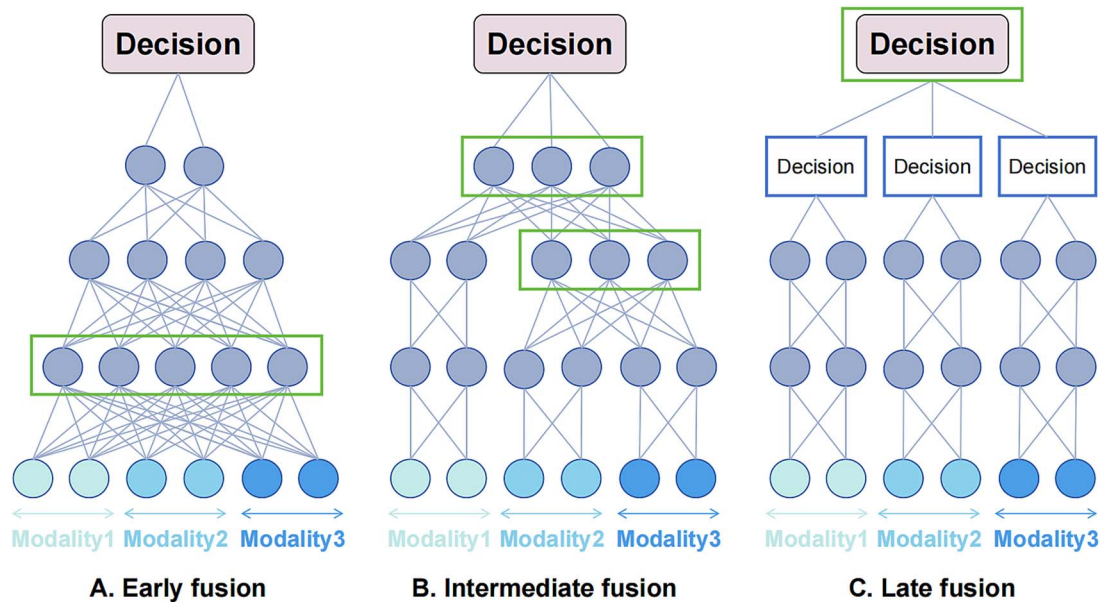 Decision
Decision
Decision
Decision
Decision
Decision
Modality1
Modality2
Modality3
Modality1
Modality2
Modality3
Modality1
Modality2
Modality3
A. Early fusion
B. Intermediate fusion
C. Late fusion